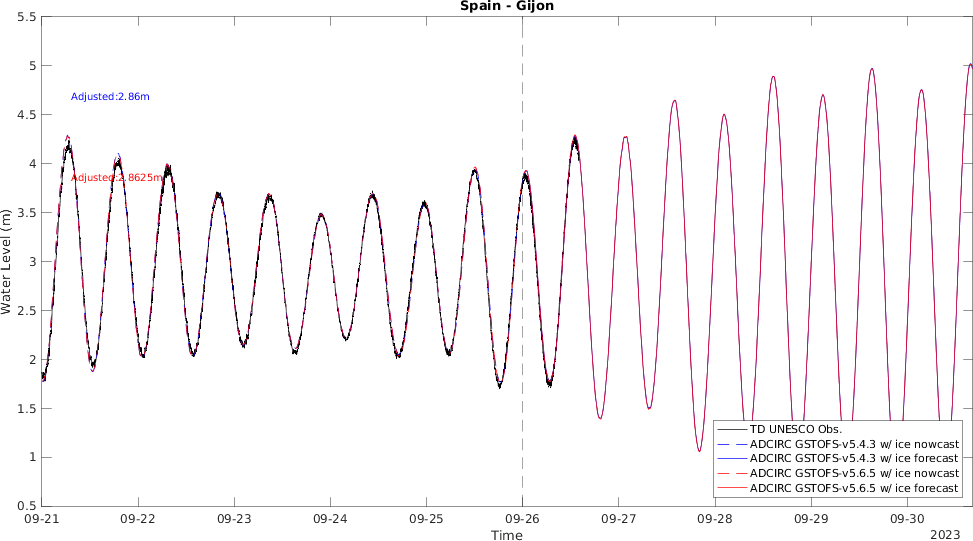 Spain - Gijon
5.5
5
4.5
4
3.5
3
2.5
2
1.5
1
0.5
Water Level (m)
Adjusted:2.86m
Adjusted:2.8625m
TD UNESCO Obs.
ADCIRC GSTOFS-v5.4.3 w/ ice nowcast
ADCIRC GSTOFS-v5.4.3 w/ ice forecast
ADCIRC GSTOFS-v5.6.5 w/ ice nowcast
ADCIRC GSTOFS-v5.6.5 w/ ice forecast
09-21 09-22 09-23 09-24 09-25 09-26 09-27 09-28 09-29 09-30
Time
2023